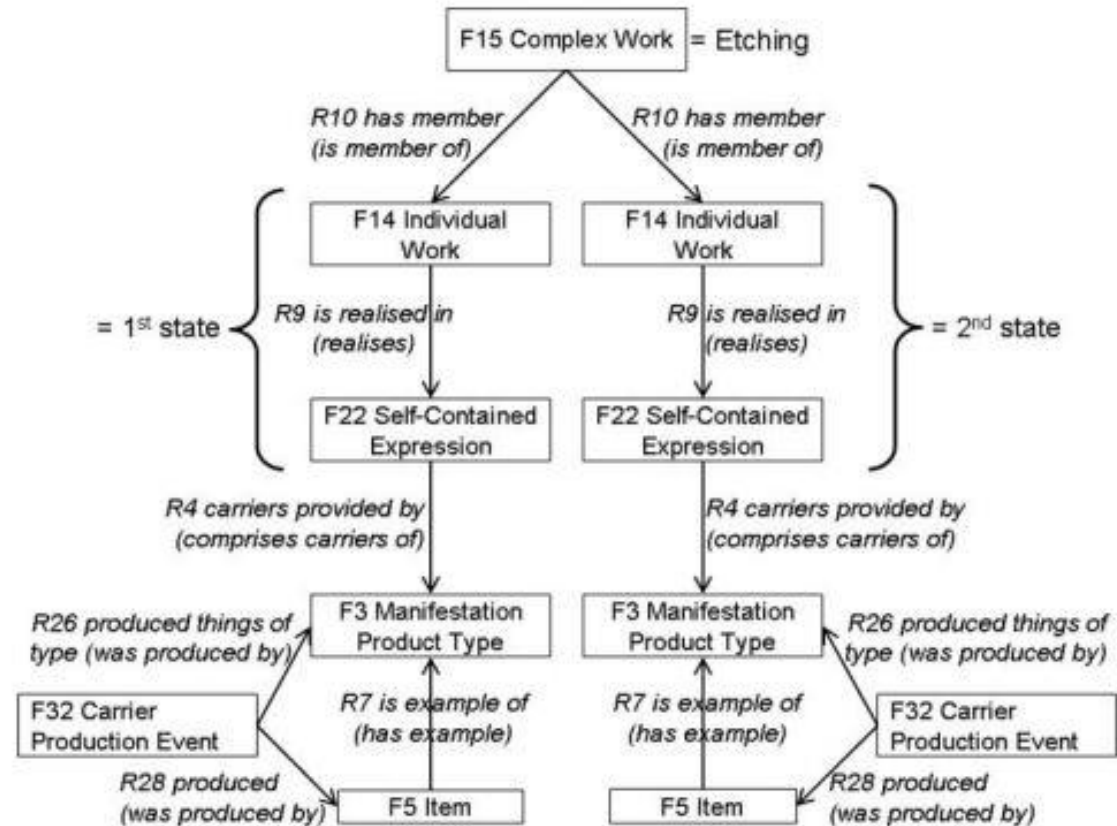 F15 Complex Work = Etching
R10 has member
(is member of)
R10 has member
(is member of)
F14 Individual
Work
F14 Individual
Work
= 1st state
R9 is realised in
(realises)
R9 is realised in
(realises)
= 2nd state
F22 Self-Contained
Expression
F22 Self-Contained
Expression
R4 carriers provided by
(comprises carriers of)
R4 carriers provided by
(comprises carriers of)
R26 produced things of
type (was produced by)
F3 Manifestation
Product Type
F3 Manifestation
Product Type
R26 produced things of
type (was produced by)
F32 Carrier
Production Event
R7 is example of
(has example)
R7 is example of
(has example)
F32 Carrier
Production Event
R28 produced
(was produced by)
F5 Item
F5 Item
R28 produced
(was produced by)